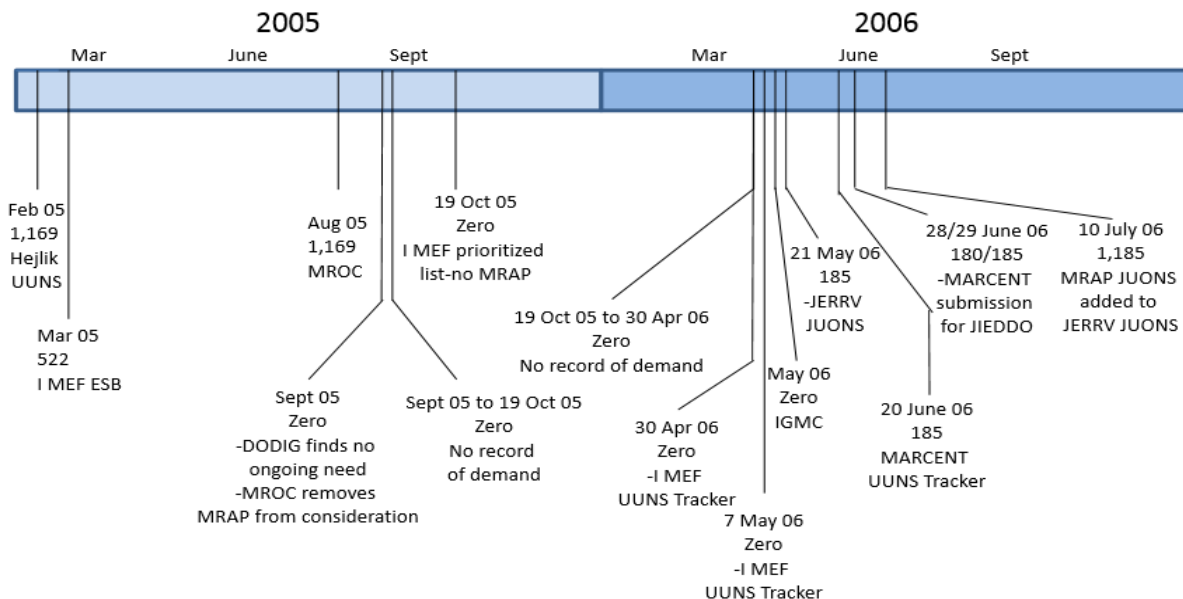 2005
2006
Mar
June
Sept
Mar
June
Sept
Feb 05
1,169
Hejlik
UUNS
Mar 05
522
I MEF ESB
Aug 05
1,169
MROC
Sept 05
Zero
-DODIG finds no
ongoing need
-MROC removes
MRAP from consideration
19 Oct 05
Zero
I MEF prioritized
list-no MRAP
Sept 05 to 19 Oct 05
Zero
No record
of demand
19 Oct 05 to 30 Apr 06
Zero
No record of demand
30 Apr 06
Zero
-I MEF
UUNS Tracker
7 May 06
Zero
-I MEF
UUNS Tracker
May 06
Zero
IGMC
21 May 06
185
-JERRV
JUONS
20 June 06
185
MARCENT
UUNS Tracker
28/29 June 06
180/185
-MARCENT
submission
for JIEDDO
10 July 06
1,185
MRAP JUONS
added to
JERRV JUONS